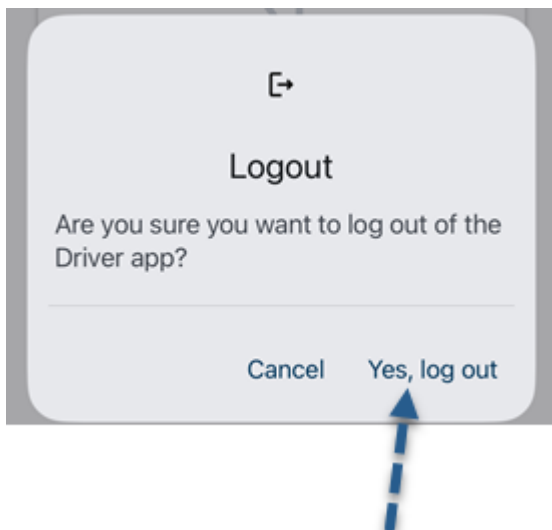 Logout
Are you sure you want to log out of the
Driver app?
Cancel Yes, log out